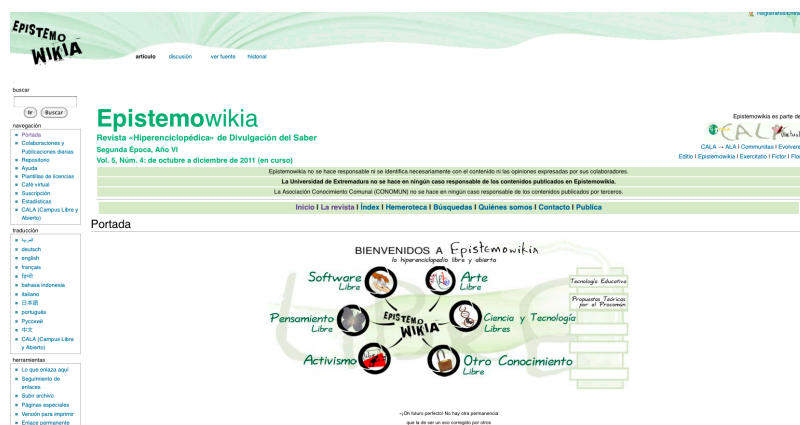 Registrarse/Entrar
EPISTEMO
WIKIA
artículo discusión ver fuente historial
buscar
Ir Buscar
navegación
Portada
Colaboraciones y
Publicaciones diarias
Repositorio
Ayuda
Plantillas de licencias
Café virtual
Suscripción
Estadísticas
CALA (Campus Libre y
Abierto)
traducción
العربية
deutsch
english
français
हिन्दी
bahasa indonesia
italiano
日本語
português
Русский
中文
CALA (Campus Libre
y Abierto)
herramientas
Lo que enlaza aquí
Seguimiento de
enlaces
Subir archivo
Páginas especiales
Versión para imprimir
Enlace permanente
Epistemowikia
Revista «Hiperenciclopédica» de Divulgación del Saber
Segunda Época, Año VI
Vol. 5, Núm. 4: de octubre a diciembre de 2011 (en curso)
Epistemowikia es parte de
CALA Virtual
CALA → ALA I Communitas I Evolvere
Editio I Epistemowikia I Exercitatio I Fictor I Flor
Epistemowikia no se hace responsable ni se identifica necesariamente con el contenido ni las opiniones expresadas por sus colaboradores.
La Universidad de Extremadura no se hace en ningún caso responsable de los contenidos publicados en Epistemowikia.
La Asociación Conocimiento Comunal (CONOMUN) no se hace en ningún caso responsable de los contenidos publicados por terceros.
Inicio I La revista I Índex I Hemeroteca I Búsquedas I Quiénes somos I Contacto I Publica
Portada
BIENVENIDOS A Epistemowikia
la hiperenciclopedia libre y abierta
Software
Libre
Arte
Libre
Pensamiento
Libre
EPISTEMO
WIKIA
Ciencia y Tecnología
Libres
Activismo
Otro Conocimiento
Libre
LIBRE
Tecnología Educativa
Propuestas Teóricas
por el Procomún
«¡Oh futuro perfecto! No hay otra permanencia
que la de ser un eco corregido por otros